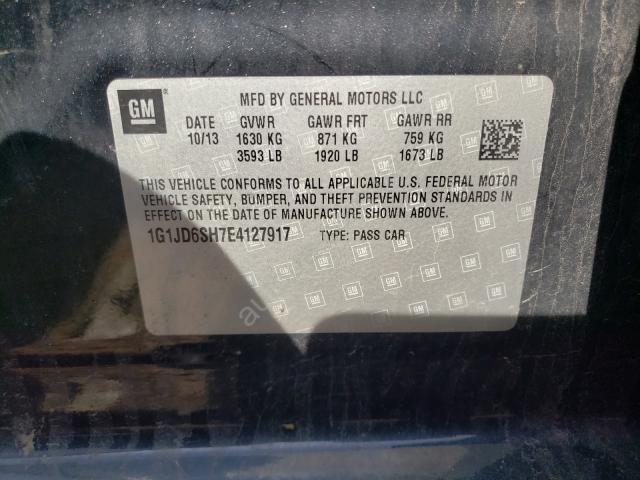 GM ® MFD BY GENERAL MOTORS LLC
DATE GVWR GAWR FRT GAWR RR
10/13 1630 KG 871 KG 759 KG
3593 LB 1920 LB 1673 LB
THIS VEHICLE CONFORMS TO ALL APPLICABLE U.S. FEDERAL MOTOR
VEHICLE SAFETY, BUMPER, AND THEFT PREVENTION STANDARDS IN
EFFECT ON THE DATE OF MANUFACTURE SHOWN ABOVE.
1G1JD6SH7E4127917 TYPE: PASS CAR